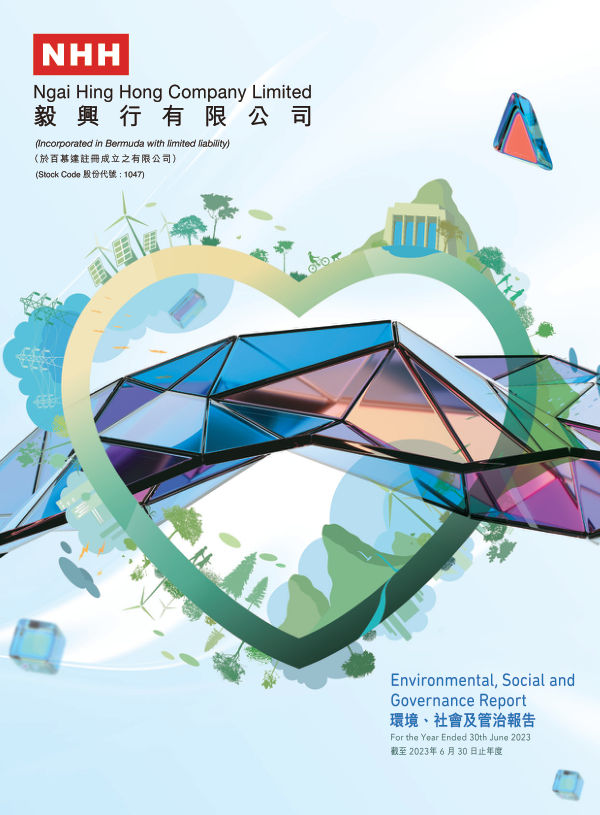 NHH
Ngai Hing Hong Company Limited
毅興行有限公司
(Incorporated in Bermuda with limited liability)
（於百慕達註冊成立之有限公司）
(Stock Code 股份代號 : 1047)
Environmental, Social and
Governance Report
環境、社會及管治報告
For the Year Ended 30th June 2023
截至 2023年 6 月 30 日止年度